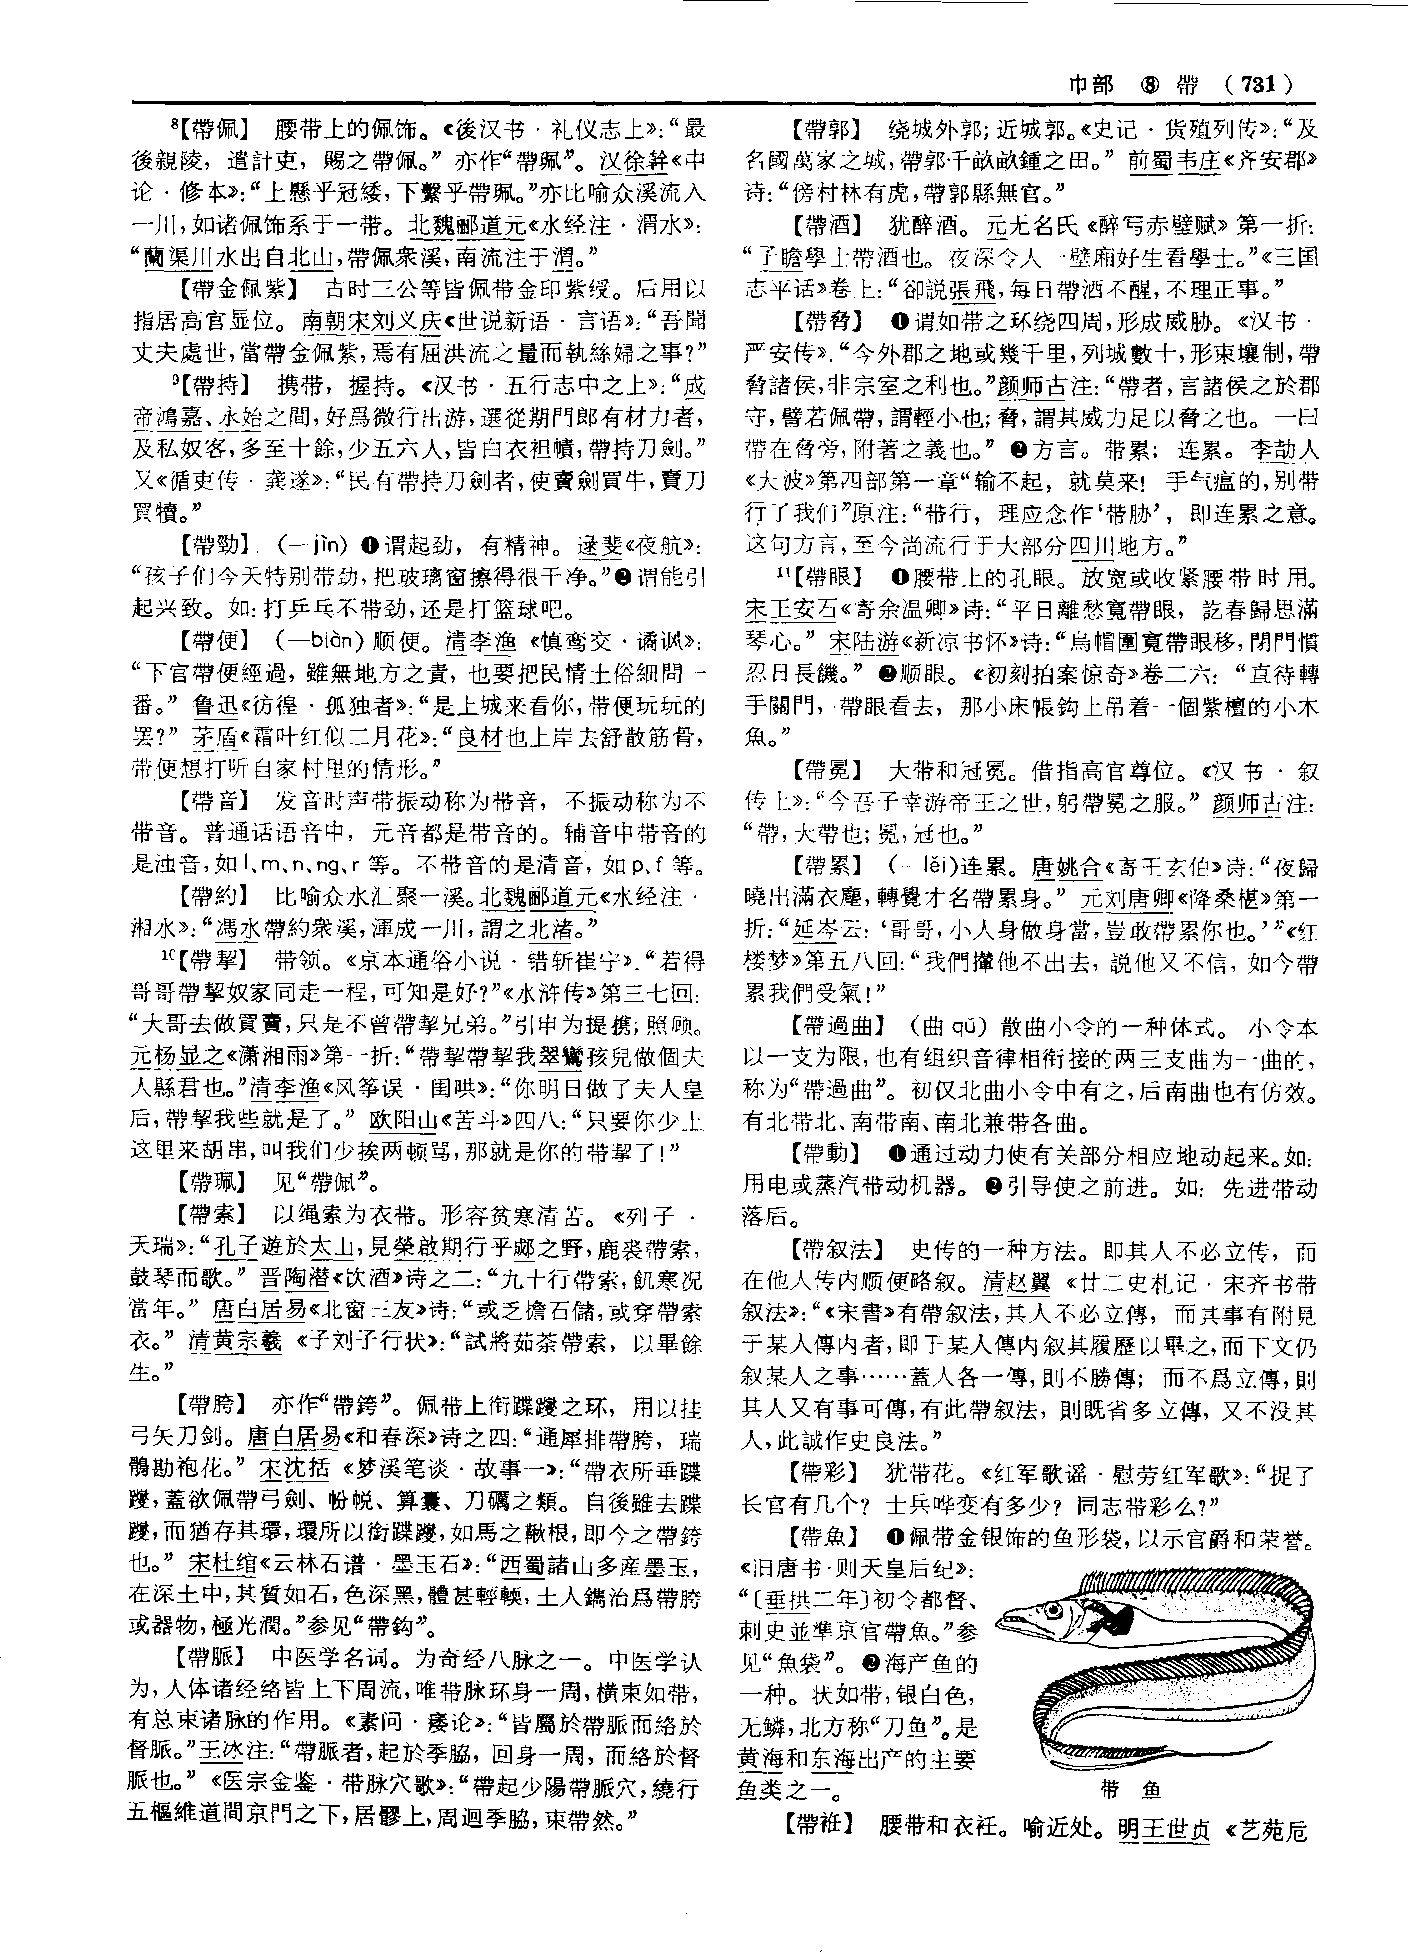 巾部 ⑧ 帶 (731)
⁸【帶佩】 腰带上的佩饰。《後汉书·礼仪志上》：“最
後親陵，遣計吏，賜之帶佩。”亦作“帶珮”。汉徐幹《中
论·修本》：“上懸乎冠緌，下繫乎帶珮。”亦比喻众溪流入
一川，如诸佩饰系于一带。北魏郦道元《水经注·渭水》：
“蘭渠川水出自北山，帶佩衆溪，南流注于渭。”
【帶金佩紫】 古时三公等皆佩带金印紫绶。后用以
指居高官显位。南朝宋刘义庆《世说新语·言语》：“吾聞
丈夫處世，當帶金佩紫，焉有屈洪流之量而執絲婦之事？”
⁹【帶持】 携带，握持。《汉书·五行志中之上》：“成
帝鴻嘉、永始之間，好爲微行出游，選從期門郎有材力者，
及私奴客，多至十餘，少五六人，皆白衣袒幘，帶持刀劍。”
又《循吏传·龚遂》：“民有帶持刀劍者，使賣劍買牛，賣刀
買犢。”
【帶勁】 （—jìn）❶谓起劲，有精神。逯斐《夜航》：
“孩子们今天特别带劲，把玻璃窗擦得很干净。”❷谓能引
起兴致。如：打乒乓不带劲，还是打篮球吧。
【帶便】 （—biàn）顺便。清李渔《慎鸾交·谲讽》：
“下官帶便經過，雖無地方之責，也要把民情土俗細問一
番。”鲁迅《彷徨·孤独者》：“是上城来看你，带便玩玩的
罢？”茅盾《霜叶红似二月花》：“良材也上岸去舒散筋骨，
带便想打听自家村里的情形。”
【帶音】 发音时声带振动称为带音，不振动称为不
带音。普通话语音中，元音都是带音的。辅音中带音的
是浊音，如l、m、n、ng、r等。不带音的是清音，如p、f等。
【帶約】 比喻众水汇聚一溪。北魏郦道元《水经注·
湘水》：“馮水帶約衆溪，渾成一川，謂之北渚。”
¹⁰【帶挈】 带领。《京本通俗小说·错斩崔宁》：“若得
哥哥帶挈奴家同走一程，可知是好？”《水浒传》第三七回：
“大哥去做買賣，只是不曾帶挈兄弟。”引申为提携；照顾。
元杨显之《潇湘雨》第一折：“帶挈帶挈我翠鸞孩兒做個夫
人縣君也。”清李渔《风筝误·闺哄》：“你明日做了夫人皇
后，帶挈我些就是了。”欧阳山《苦斗》四八：“只要你少上
这里来胡串，叫我们少挨两顿骂，那就是你的带挈了！”
【帶珮】 见“帶佩”。
【帶索】 以绳索为衣带。形容贫寒清苦。《列子·
天瑞》：“孔子遊於太山，見榮啟期行乎郕之野，鹿裘帶索，
鼓琴而歌。”晋陶潜《饮酒》诗之二：“九十行帶索，飢寒况
當年。”唐白居易《北窗三友》诗：“或乏擔石儲，或穿帶索
衣。”清黄宗羲《子刘子行状》：“試將茹荼帶索，以畢餘
生。”
【帶胯】 亦作“帶銙”。佩带上衔蹀躞之环，用以挂
弓矢刀剑。唐白居易《和春深》诗之四：“通犀排帶胯，瑞
鶻勘袍花。”宋沈括《梦溪笔谈·故事一》：“帶衣所垂蹀
躞，蓋欲佩帶弓劍、帉帨、算囊、刀礪之類。自後雖去蹀
躞，而猶存其環，環所以銜蹀躞，如馬之鞦根，即今之帶銙
也。”宋杜绾《云林石谱·墨玉石》：“西蜀諸山多産墨玉，
在深土中，其質如石，色深黑，體甚輕輭，土人鐫治爲帶胯
或器物，極光潤。”参见“帶鈎”。
【帶脈】 中医学名词。为奇经八脉之一。中医学认
为，人体诸经络皆上下周流，唯带脉环身一周，横束如带，
有总束诸脉的作用。《素问·痿论》：“皆屬於帶脈而絡於
督脈。”王冰注：“帶脈者，起於季脇，回身一周，而絡於督
脈也。”《医宗金鉴·带脉穴歌》：“帶起少陽帶脈穴，繞行
五樞維道間京門之下，居髎上，周迴季脇，束帶然。”
【帶郭】 绕城外郭；近城郭。《史记·货殖列传》：“及
名國萬家之城，帶郭千畝畝鍾之田。”前蜀韦庄《齐安郡》
诗：“傍村林有虎，帶郭縣無官。”
【帶酒】 犹醉酒。元无名氏《醉写赤壁赋》第一折：
“子瞻學士帶酒也。夜深令人一壁廂好生看學士。”《三国
志平话》卷上：“卻説張飛，每日帶酒不醒，不理正事。”
【帶脅】 ❶谓如带之环绕四周，形成威胁。《汉书·
严安传》：“今外郡之地或幾千里，列城數十，形束壤制，帶
脅諸侯，非宗室之利也。”颜师古注：“帶者，言諸侯之於郡
守，譬若佩帶，謂輕小也；脅，謂其威力足以脅之也。一曰
帶在脅旁，附著之義也。”❷方言。带累；连累。李劼人
《大波》第四部第一章“输不起，就莫来！手气瘟的，别带
行了我们”原注：“带行，理应念作‘带胁’，即连累之意。
这句方言，至今尚流行于大部分四川地方。”
¹¹【帶眼】 ❶腰带上的孔眼。放宽或收紧腰带时用。
宋王安石《寄余温卿》诗：“平日離愁寬帶眼，訖春歸思滿
琴心。”宋陆游《新凉书怀》诗：“烏帽圍寬帶眼移，閉門慣
忍日長饑。”❷顺眼。《初刻拍案惊奇》卷二六：“直待轉
手關門，帶眼看去，那小床帳鈎上吊着一個紫檀的小木
魚。”
【帶冕】 大带和冠冕。借指高官尊位。《汉书·叙
传上》：“今吾子幸游帝王之世，躬帶冕之服。”颜师古注：
“帶，大帶也；冕，冠也。”
【帶累】 （—lěi）连累。唐姚合《寄王玄伯》诗：“夜歸
曉出滿衣塵，轉覺才名帶累身。”元刘唐卿《降桑椹》第一
折：“延岑云：‘哥哥，小人身做身當，豈敢帶累你也。’”《红
楼梦》第五八回：“我們攆他不出去，説他又不信，如今帶
累我們受氣！”
【帶過曲】 （曲qǔ）散曲小令的一种体式。小令本
以一支为限，也有组织音律相衔接的两三支曲为一曲的，
称为“帶過曲”。初仅北曲小令中有之，后南曲也有仿效。
有北带北、南带南、南北兼带各曲。
【帶動】 ❶通过动力使有关部分相应地动起来。如：
用电或蒸汽带动机器。❷引导使之前进。如：先进带动
落后。
【帶叙法】 史传的一种方法。即其人不必立传，而
在他人传内顺便略叙。清赵翼《廿二史札记·宋齐书带
叙法》：“《宋書》有帶叙法，其人不必立傳，而其事有附見
于某人傳内者，即于某人傳内叙其履歷以畢之，而下文仍
叙某人之事……蓋人各一傳，則不勝傳；而不爲立傳，則
其人又有事可傳，有此帶叙法，則既省多立傳，又不没其
人，此誠作史良法。”
【帶彩】 犹带花。《红军歌谣·慰劳红军歌》：“捉了
长官有几个？士兵哗变有多少？同志带彩么？”
【帶魚】 ❶佩带金银饰的鱼形袋，以示官爵和荣誉。
《旧唐书·则天皇后纪》：
“〔垂拱二年〕初令都督、
刺史並準京官帶魚。”参
见“魚袋”。❷海产鱼的
一种。状如带，银白色，
无鳞，北方称“刀鱼”。是
黄海和东海出产的主要
鱼类之一。
带 鱼
【帶袵】 腰带和衣衽。喻近处。明王世贞《艺苑卮